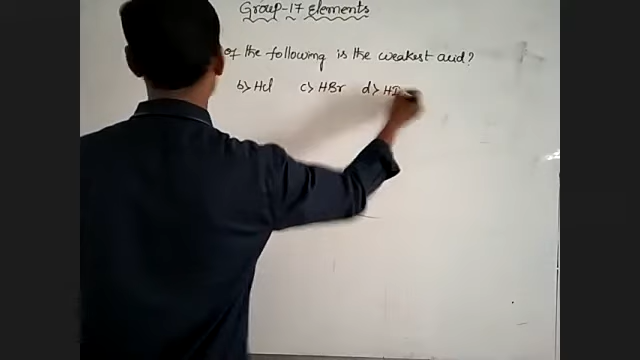 Group-17 Elements
of the following is the weakest acid?
b> HCl c> HBr d> HI